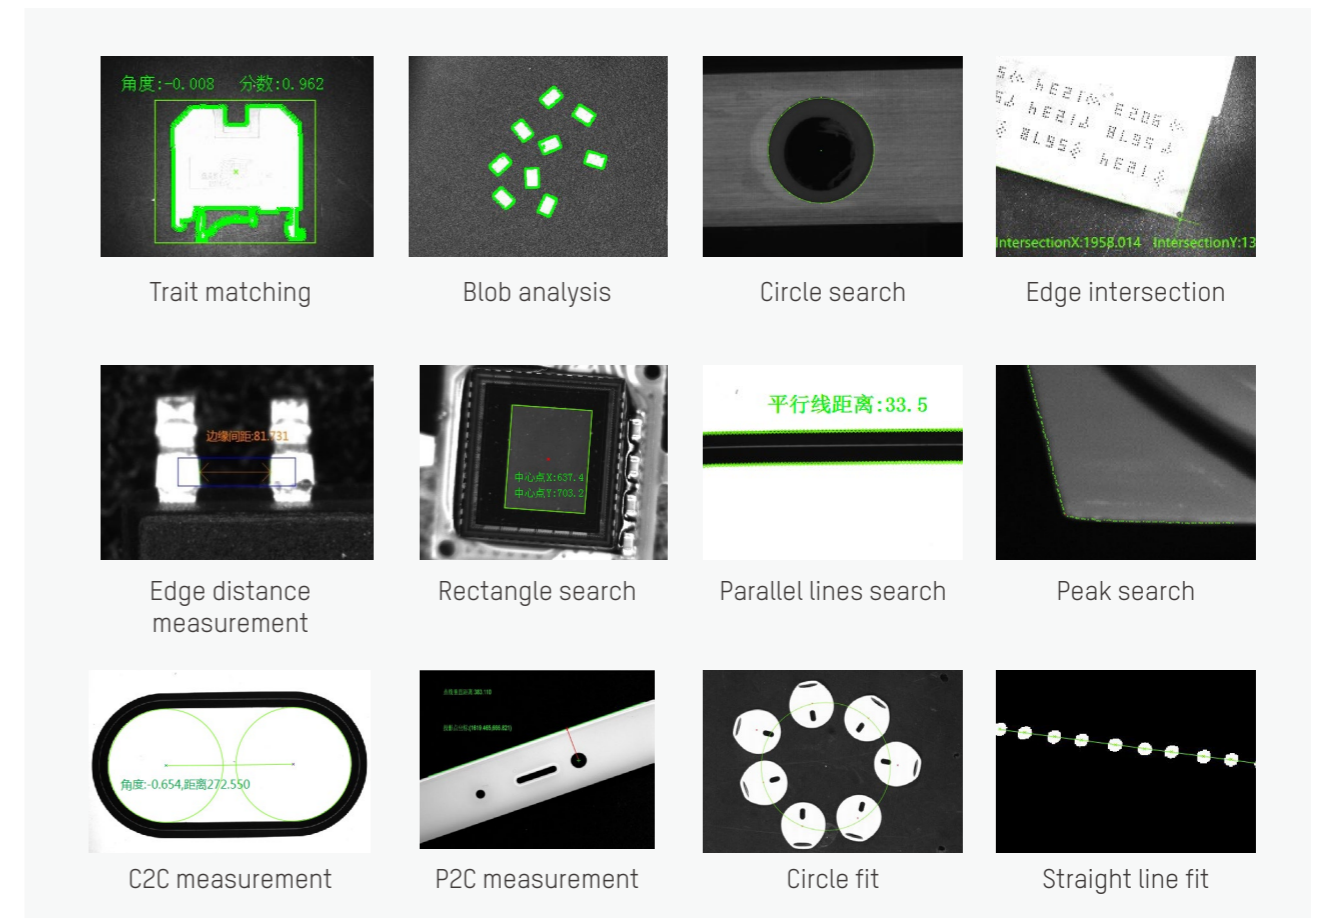 角度:-0.008 分数:0.962
IntersectionX:1958.014 IntersectionY:13
Trait matching
Blob analysis
Circle search
Edge intersection
边缘间距:81.731
中心点X:637.4
中心点Y:703.2
平行线距离:33.5
Edge distance
measurement
Rectangle search
Parallel lines search
Peak search
角度:-0.654,距离272.550
C2C measurement
P2C measurement
Circle fit
Straight line fit